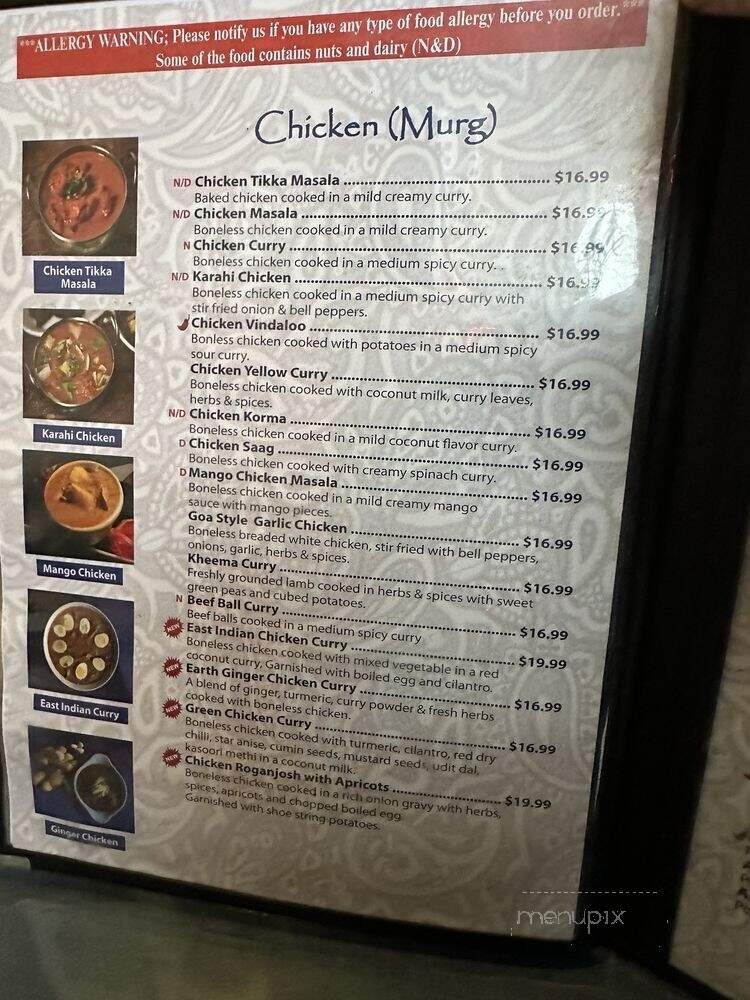 ***ALLERGY WARNING; Please notify us if you have any type of food allergy before you order.***
Some of the food contains nuts and dairy (N&D)
Chicken (Murg)
N/D Chicken Tikka Masala ........ $16.99
Baked chicken cooked in a mild creamy curry.
N/D Chicken Masala ........ $16.99
Boneless chicken cooked in a mild creamy curry.
N Chicken Curry ........ $16.99
Boneless chicken cooked in a medium spicy curry. .
N/D Karahi Chicken ........ $16.99
Boneless chicken cooked in a medium spicy curry with
stir fried onion & bell peppers.
Chicken Vindaloo ........ $16.99
Bonless chicken cooked with potatoes in a medium spicy
sour curry.
Chicken Yellow Curry ........ $16.99
Boneless chicken cooked with coconut milk, curry leaves,
herbs & spices.
N/D Chicken Korma ........ $16.99
Boneless chicken cooked in a mild coconut flavor curry.
D Chicken Saag ........ $16.99
Boneless chicken cooked with creamy spinach curry.
D Mango Chicken Masala ........ $16.99
Boneless chicken cooked in a mild creamy mango
sauce with mango pieces.
Goa Style Garlic Chicken ........ $16.99
Boneless breaded white chicken, stir fried with bell peppers,
onions, garlic, herbs & spices.
Kheema Curry ........ $16.99
Freshly grounded lamb cooked in herbs & spices with sweet
green peas and cubed potatoes.
N Beef Ball Curry ........ $16.99
Beef balls cooked in a medium spicy curry
NEW East Indian Chicken Curry ........ $19.99
Boneless chicken cooked with mixed vegetable in a red
coconut curry, Garnished with boiled egg and cilantro.
NEW Earth Ginger Chicken Curry ........ $16.99
A blend of ginger, turmeric, curry powder & fresh herbs
cooked with boneless chicken.
NEW Green Chicken Curry ........ $16.99
Boneless chicken cooked with turmeric, cilantro, red dry
chilli, star anise, cumin seeds, mustard seeds, udit dal,
kasoori methi in a coconut milk.
NEW Chicken Roganjosh with Apricots ........ $19.99
Boneless chicken cooked in a rich onion gravy with herbs,
spices, apricots and chopped boiled egg
Garnished with shoe string potatoes.
Chicken Tikka
Masala
Karahi Chicken
Mango Chicken
East Indian Curry
Ginger Chicken
menupix